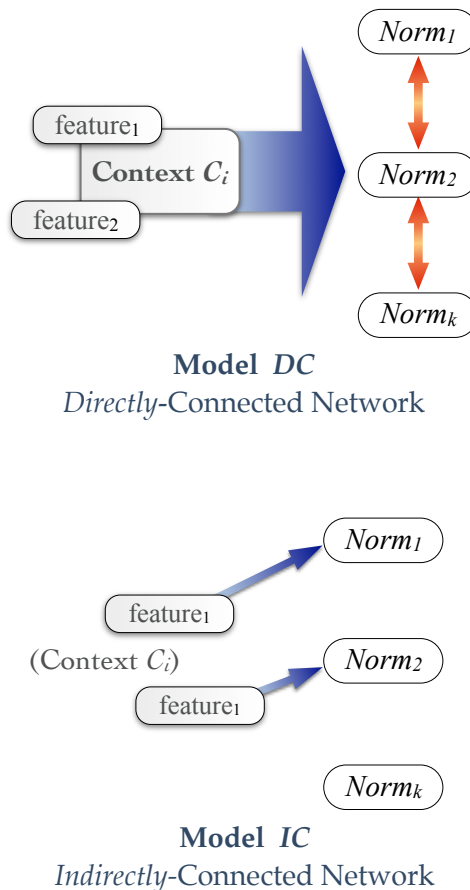 Norm₁
feature₁
Context Cᵢ
Norm₂
feature₂
Normₖ
Model DC
Directly-Connected Network
Norm₁
feature₁
(Context Cᵢ)
Norm₂
feature₁
Normₖ
Model IC
Indirectly-Connected Network